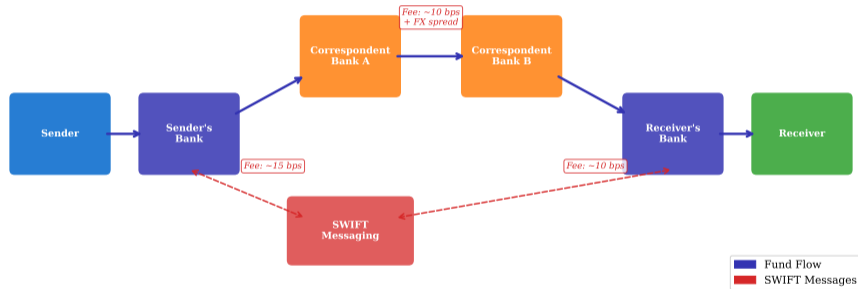 Fee: ~10 bps
+ FX spread
Correspondent
Bank A
Correspondent
Bank B
Sender
Sender's
Bank
Receiver's
Bank
Receiver
Fee: ~15 bps
Fee: ~10 bps
SWIFT
Messaging
Fund Flow
SWIFT Messages